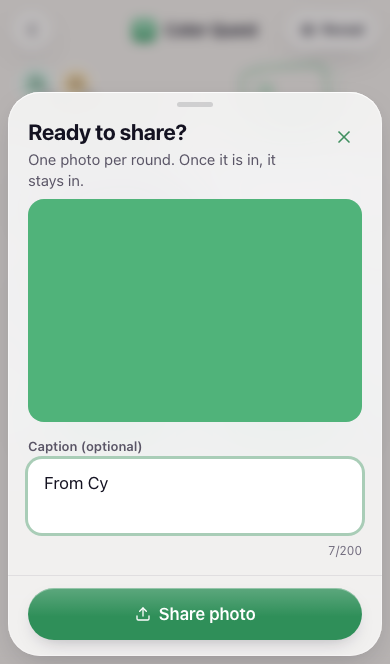 Ready to share?
One photo per round. Once it is in, it
stays in.
Caption (optional)
From Cy
7/200
Share photo